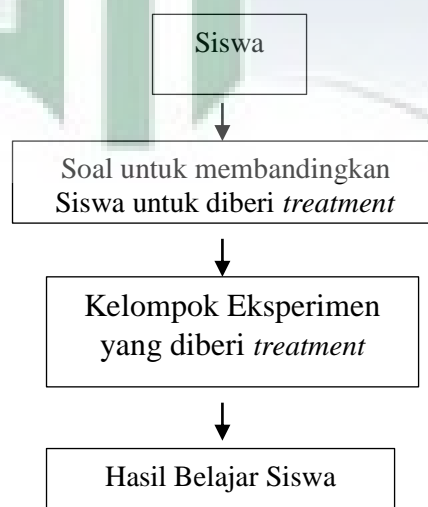 Siswa
Soal untuk membandingkan
Siswa untuk diberi treatment
Kelompok Eksperimen
yang diberi treatment
Hasil Belajar Siswa